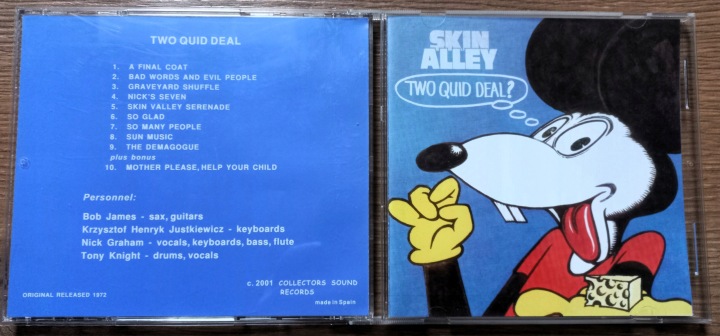 TWO QUID DEAL
1. A FINAL COAT
2. BAD WORDS AND EVIL PEOPLE
3. GRAVEYARD SHUFFLE
4. NICK'S SEVEN
5. SKIN VALLEY SERENADE
6. SO GLAD
7. SO MANY PEOPLE
8. SUN MUSIC
9. THE DEMAGOGUE
plus bonus
10. MOTHER PLEASE, HELP YOUR CHILD
Personnel:
Bob James - sax, guitars
Krzysztof Henryk Justkiewicz - keyboards
Nick Graham - vocals, keyboards, bass, flute
Tony Knight - drums, vocals
c. 2001 COLLECTORS SOUND
RECORDS
ORIGINAL RELEASED 1972
made in Spain
SKIN
ALLEY
TWO QUID DEAL?